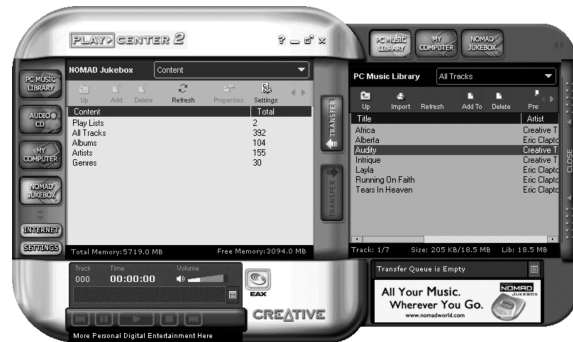 PLAY CENTER 2
? – x
NOMAD Jukebox Content
Up Add Delete Refresh Properties Settings
Content Total
Play Lists 2
All Tracks 392
Albums 104
Artists 155
Genres 30
Total Memory:5719.0 MB Free Memory:3094.0 MB
PC MUSIC
LIBRARY
AUDIO
CD
MY
COMPUTER
NOMAD
JUKEBOX
INTERNET
SETTINGS
TRANSFER
TRANSFER
PC MUSIC
LIBRARY
MY
COMPUTER
NOMAD
JUKEBOX
PC Music Library All Tracks
Up Import Refresh Add To Delete Pre
Title Artist
Africa Creative T
Alberta Eric Clapto
Audity Creative T
Intrigue Creative T
Layla Eric Clapto
Running On Faith Eric Clapto
Tears In Heaven Eric Clapto
Track: 1/7 Size: 205 KB/18.5 MB Lib: 18.5 MB
CLOSE
Track Time Volume
000 00:00:00
EAX
CREATIVE
More Personal Digital Entertainment Here
Transfer Queue is Empty
All Your Music.
Wherever You Go.
www.nomadworld.com
NOMAD
JUKEBOX